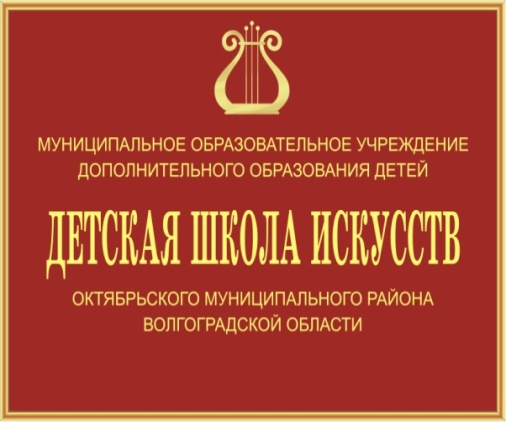 МУНИЦИПАЛЬНОЕ ОБРАЗОВАТЕЛЬНОЕ УЧРЕЖДЕНИЕ
ДОПОЛНИТЕЛЬНОГО ОБРАЗОВАНИЯ ДЕТЕЙ
ДЕТСКАЯ ШКОЛА ИСКУССТВ
ОКТЯБРЬСКОГО МУНИЦИПАЛЬНОГО РАЙОНА
ВОЛГОГРАДСКОЙ ОБЛАСТИ